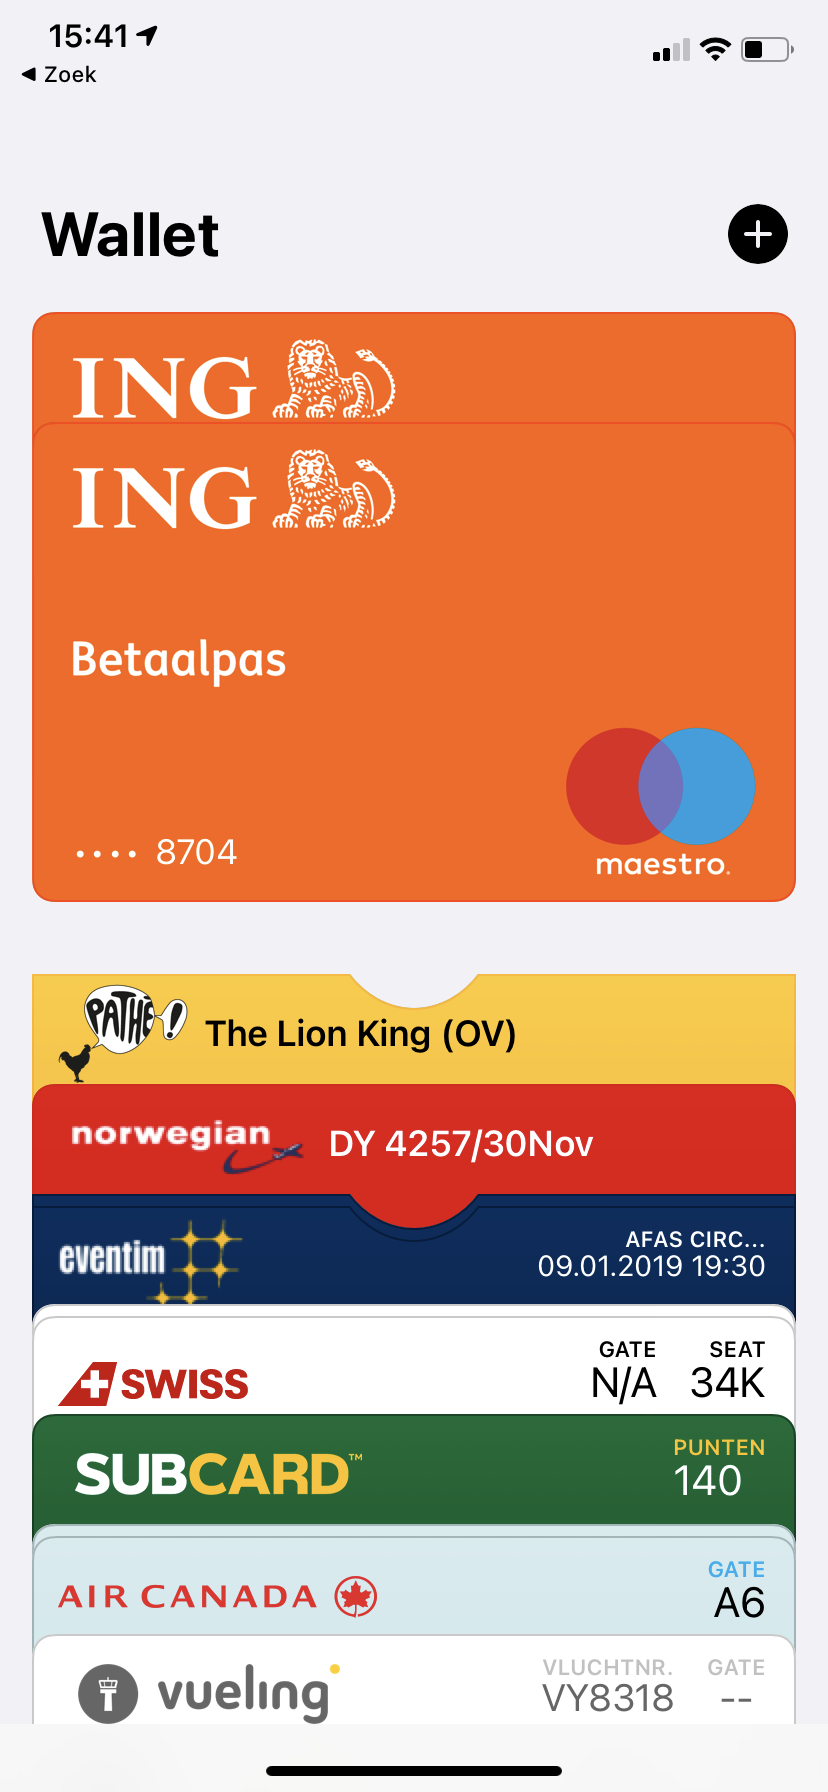 15:41
◀ Zoek
Wallet
ING
ING
Betaalpas
•••• 8704
maestro.
PATHÉ!
The Lion King (OV)
norwegian
DY 4257/30Nov
eventim
AFAS CIRC...
09.01.2019 19:30
SWISS
GATE SEAT
N/A 34K
SUBCARD™
PUNTEN
140
AIR CANADA
GATE
A6
vueling
VLUCHTNR. GATE
VY8318 --